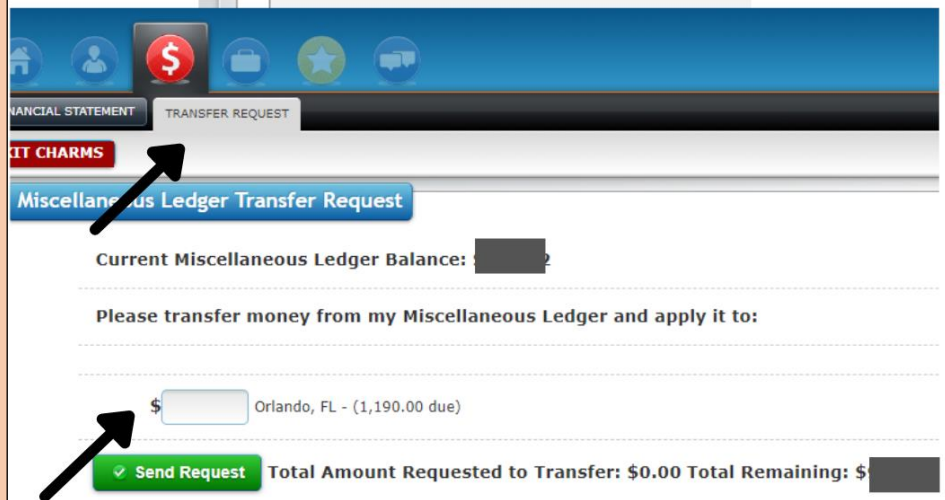 NANCIAL STATEMENT TRANSFER REQUEST
IT CHARMS
Miscellaneous Ledger Transfer Request
Current Miscellaneous Ledger Balance:
Please transfer money from my Miscellaneous Ledger and apply it to:
$ Orlando, FL - (1,190.00 due)
Send Request Total Amount Requested to Transfer: $0.00 Total Remaining: $